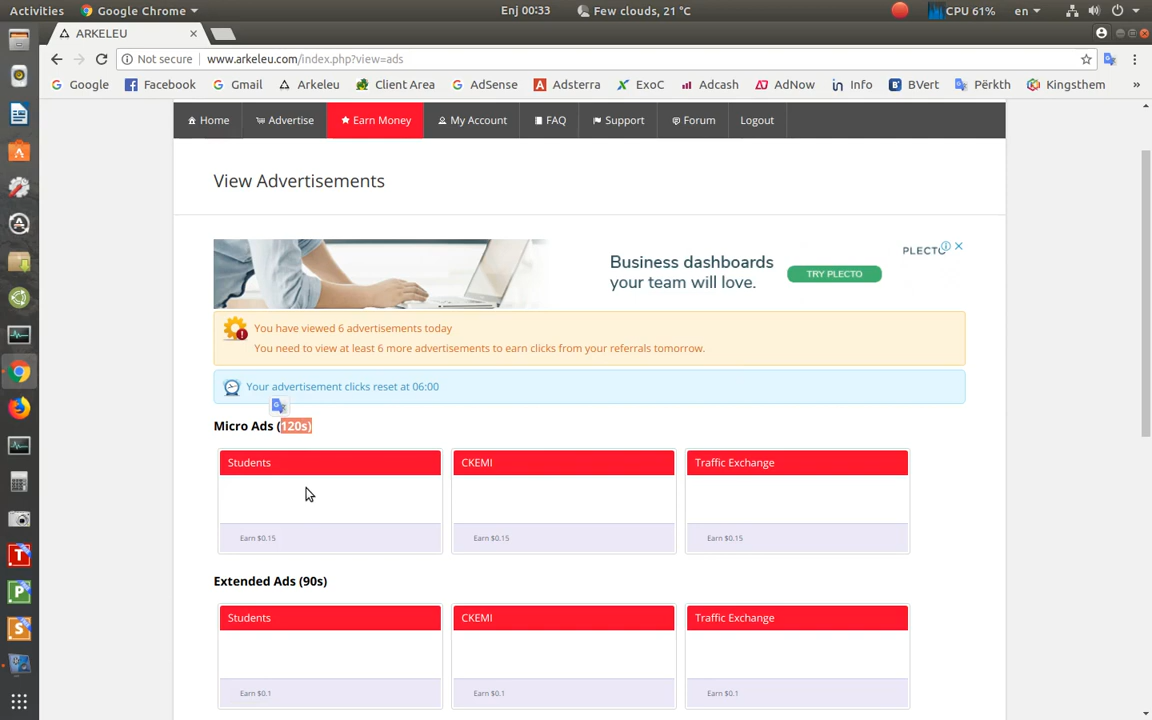 Activities Google Chrome Enj 00:33 Few clouds, 21 °C CPU 61% en
ARKELEU
Not secure www.arkeleu.com/index.php?view=ads
Google Facebook Gmail Arkeleu Client Area AdSense Adsterra ExoC Adcash AdNow Info BVert Përkth Kingsthem »
Home Advertise Earn Money My Account FAQ Support Forum Logout
View Advertisements
Business dashboards
your team will love.
TRY PLECTO
PLECTO
You have viewed 6 advertisements today
You need to view at least 6 more advertisements to earn clicks from your referrals tomorrow.
Your advertisement clicks reset at 06:00
Micro Ads (120s)
Students CKEMI Traffic Exchange
Earn $0.15 Earn $0.15 Earn $0.15
Extended Ads (90s)
Students CKEMI Traffic Exchange
Earn $0.1 Earn $0.1 Earn $0.1